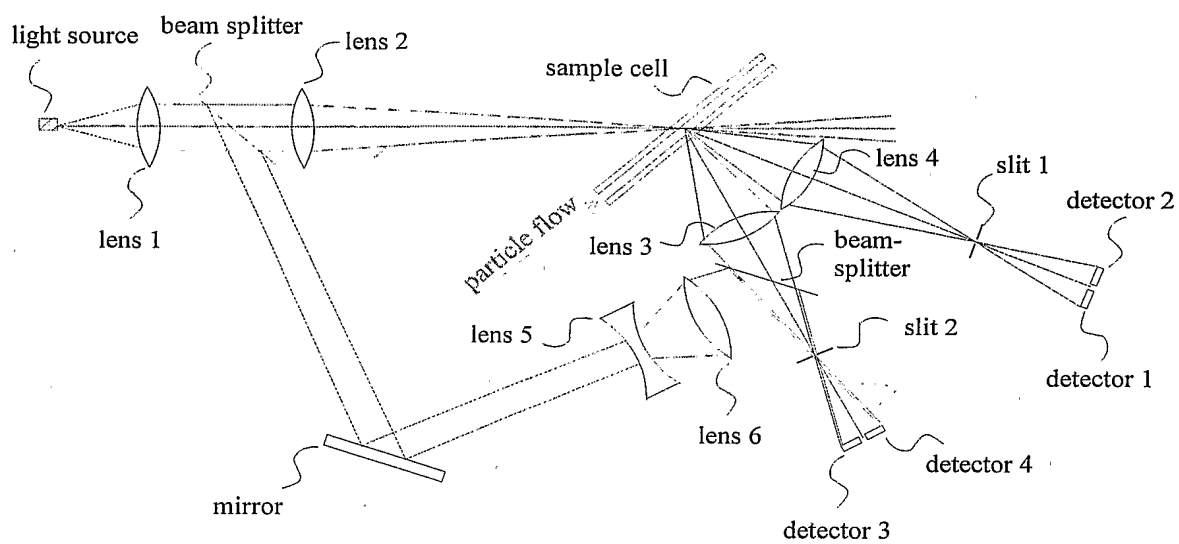 light source
beam splitter
lens 2
sample cell
lens 4
slit 1
detector 2
lens 1
particle flow
lens 3
beam-
splitter
lens 5
slit 2
detector 1
lens 6
detector 4
mirror
detector 3